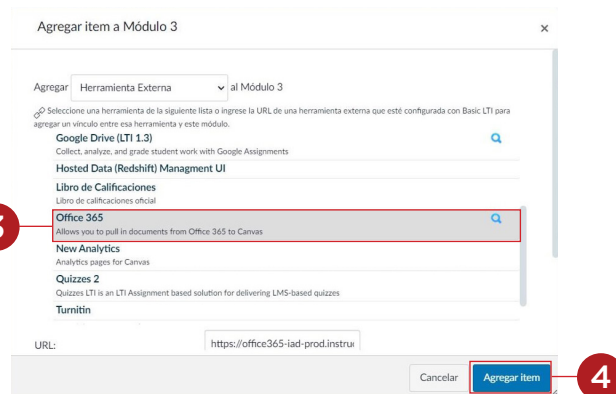 Agregar item a Módulo 3
×
Agregar Herramienta Externa al Módulo 3
Seleccione una herramienta de la siguiente lista o ingrese la URL de una herramienta externa que esté configurada con Basic LTI para
agregar un vínculo entre esa herramienta y este módulo.
Google Drive (LTI 1.3)
Collect, analyze, and grade student work with Google Assignments
Hosted Data (Redshift) Managment UI
Libro de Calificaciones
Libro de calificaciones oficial
3
Office 365
Allows you to pull in documents from Office 365 to Canvas
New Analytics
Analytics pages for Canvas
Quizzes 2
Quizzes LTI is an LTI Assignment based solution for delivering LMS-based quizzes
Turnitin
URL: https://office365-iad-prod.instru
Cancelar Agregar item 4